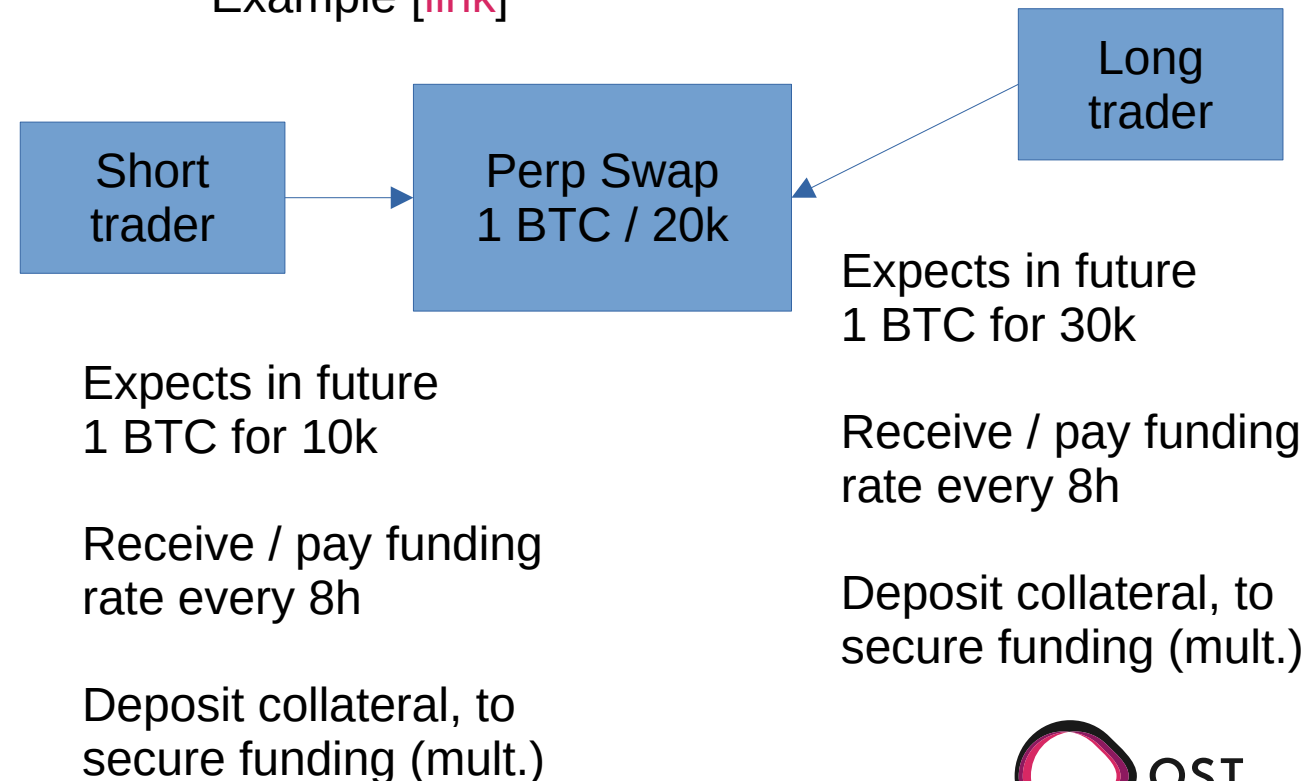 Example [link]
Short
trader
Perp Swap
1 BTC / 20k
Long
trader
Expects in future
1 BTC for 10k
Receive / pay funding
rate every 8h
Deposit collateral, to
secure funding (mult.)
Expects in future
1 BTC for 30k
Receive / pay funding
rate every 8h
Deposit collateral, to
secure funding (mult.)
OST